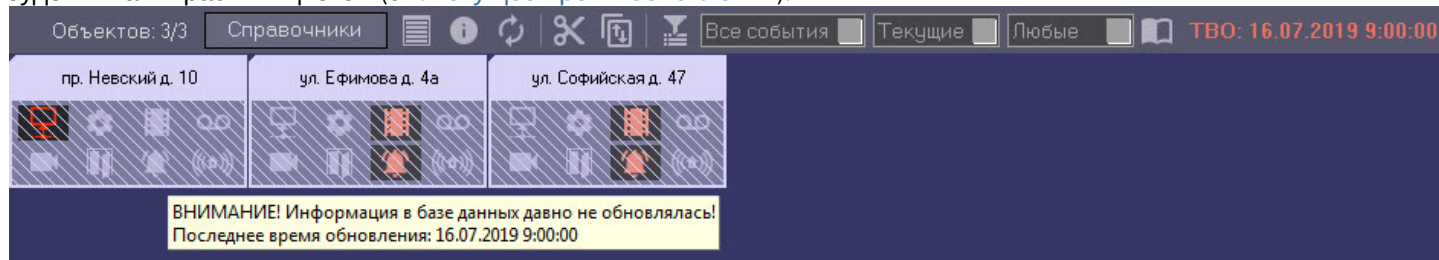 Объектов: 3/3 Справочники Все события Текущие Любые ТВО: 16.07.2019 9:00:00
пр. Невский д. 10 ул. Ефимова д. 4а ул. Софийская д. 47
ВНИМАНИЕ! Информация в базе данных давно не обновлялась!
Последнее время обновления: 16.07.2019 9:00:00